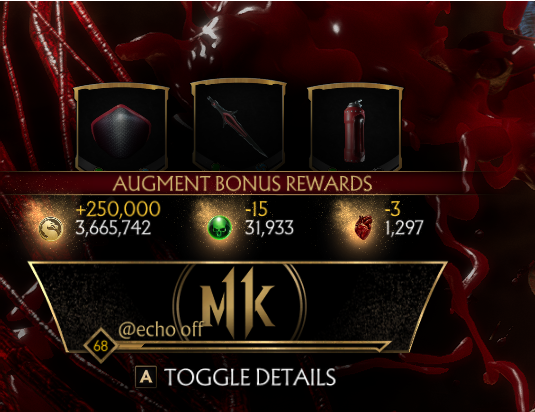 AUGMENT BONUS REWARDS
+250,000 -15 -3
3,665,742 31,933 1,297
MK
11
@echo off
68
A TOGGLE DETAILS